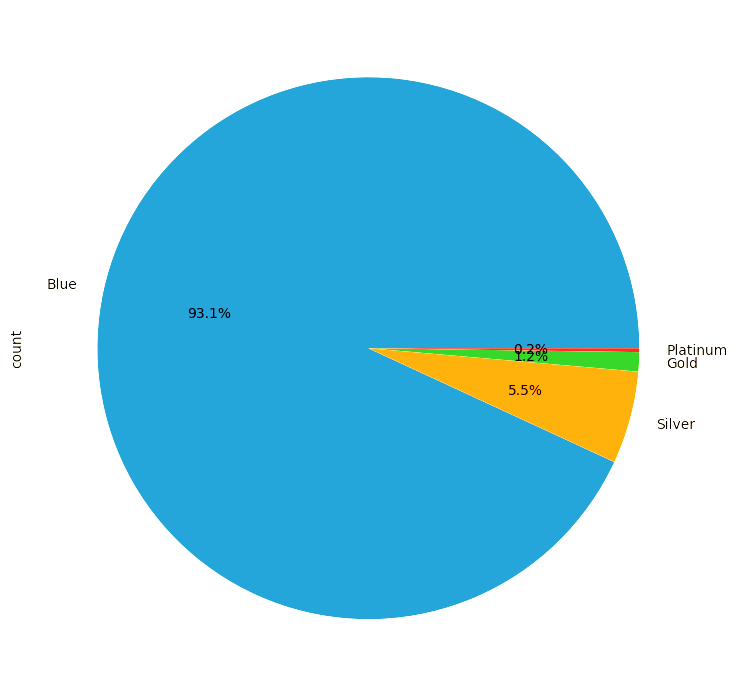 Blue
93.1%
count
0.2%
Platinum
1.2%
Gold
5.5%
Silver